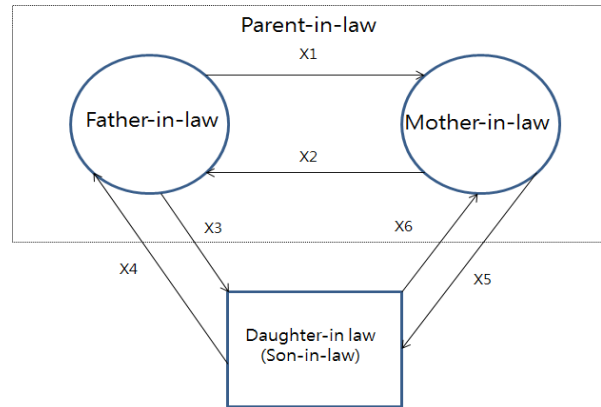 Parent-in-law
X1
Father-in-law
Mother-in-law
X2
X3
X6
X4
X5
Daughter-in law
(Son-in-law)